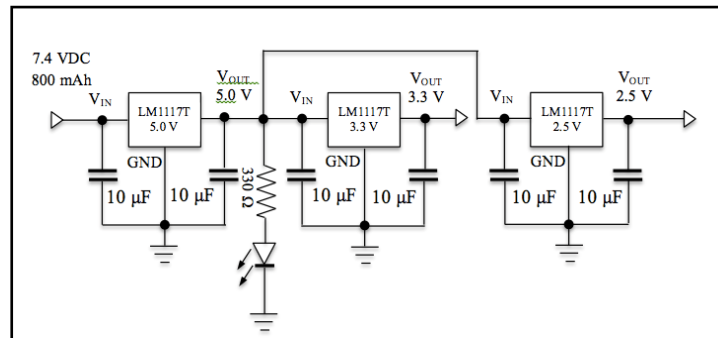 7.4 VDC
800 mAh
VIN
LM1117T
5.0 V
VOUT
5.0 V
GND
10 µF
10 µF
330 Ω
VIN
LM1117T
3.3 V
VOUT
3.3 V
GND
10 µF
10 µF
VIN
LM1117T
2.5 V
VOUT
2.5 V
GND
10 µF
10 µF